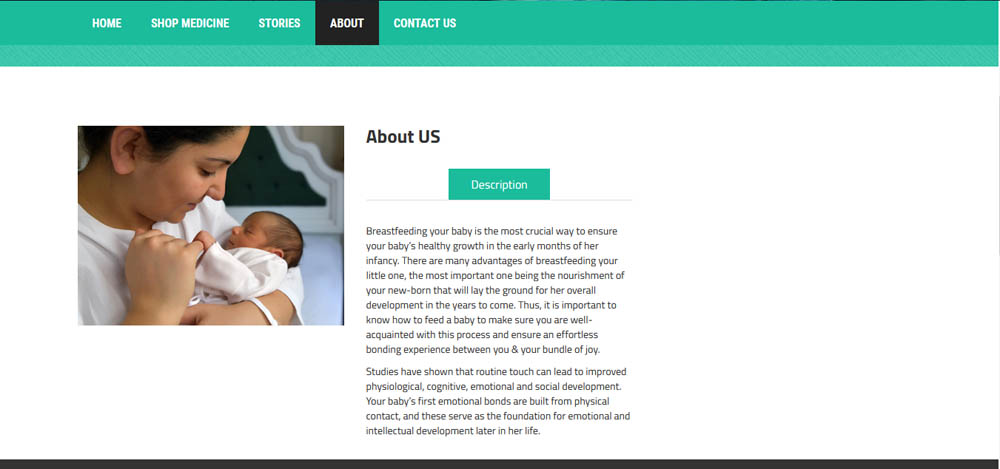 HOME SHOP MEDICINE STORIES ABOUT CONTACT US
About US
Description
Breastfeeding your baby is the most crucial way to ensure
your baby's healthy growth in the early months of her
infancy. There are many advantages of breastfeeding your
little one, the most important one being the nourishment of
your new-born that will lay the ground for her overall
development in the years to come. Thus, it is important to
know how to feed a baby to make sure you are well-
acquainted with this process and ensure an effortless
bonding experience between you & your bundle of joy.
Studies have shown that routine touch can lead to improved
physiological, cognitive, emotional and social development.
Your baby's first emotional bonds are built from physical
contact, and these serve as the foundation for emotional and
intellectual development later in her life.